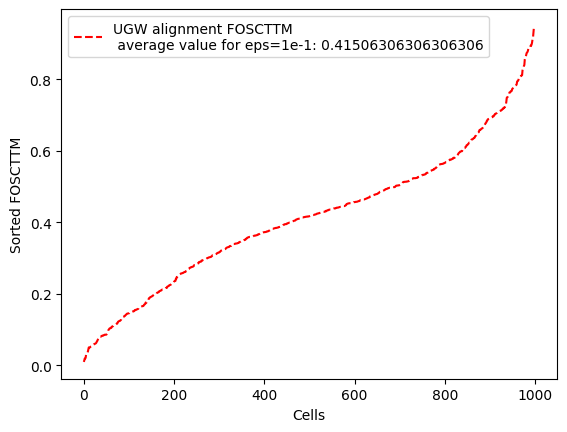 UGW alignment FOSCTTM
average value for eps=1e-1: 0.41506306306306306
Sorted FOSCTTM
0.8
0.6
0.4
0.2
0.0
0 200 400 600 800 1000
Cells